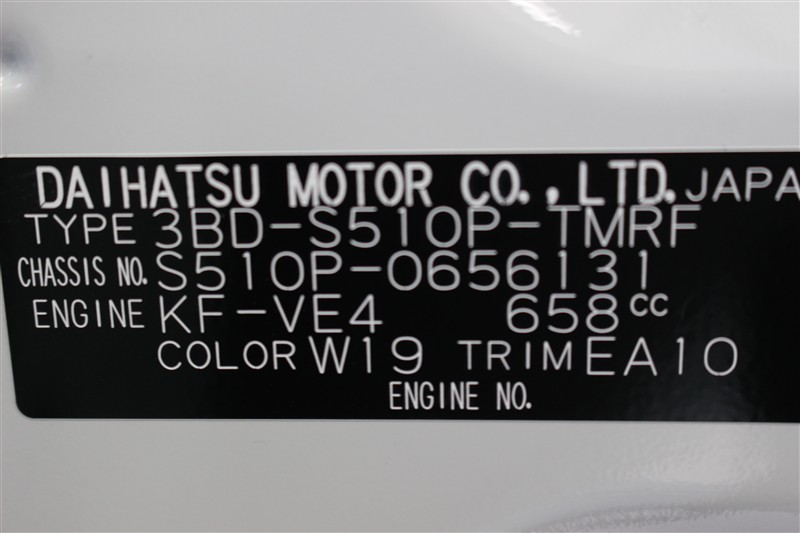 DAIHATSU MOTOR CO., LTD. JAPA
TYPE 3BD-S510P-TMRF
CHASSIS NO. S510P-0656131
ENGINE KF-VE4 658cc
COLOR W19 TRIM EA10
ENGINE NO.